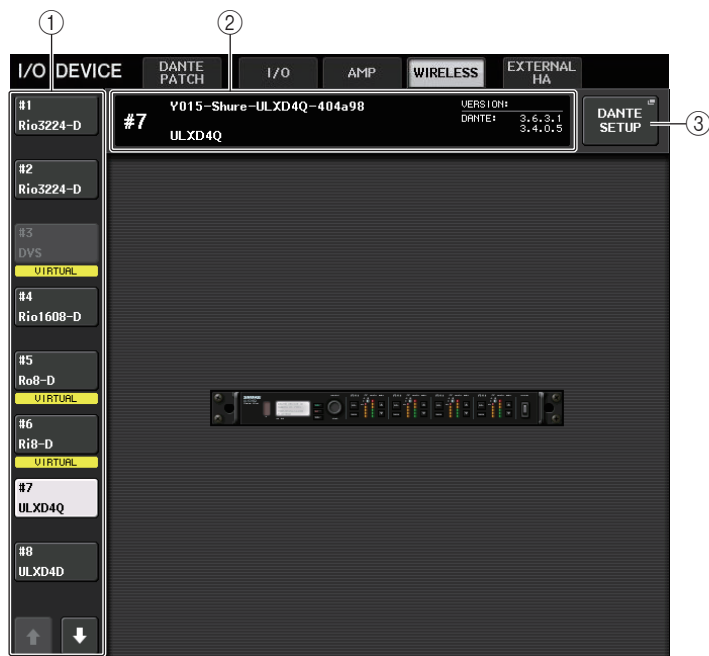 ① ②
I/O DEVICE DANTE PATCH I/O AMP WIRELESS EXTERNAL HA
#1
Rio3224-D
#2
Rio3224-D
#3
DVS
VIRTUAL
#4
Rio1608-D
#5
Ro8-D
VIRTUAL
#6
Ri8-D
VIRTUAL
#7
ULXD4Q
#8
ULXD4D
#7
Y015-Shure-ULXD4Q-404a98
ULXD4Q
VERSION:
DANTE: 3.6.3.1
3.4.0.5
DANTE
SETUP
③